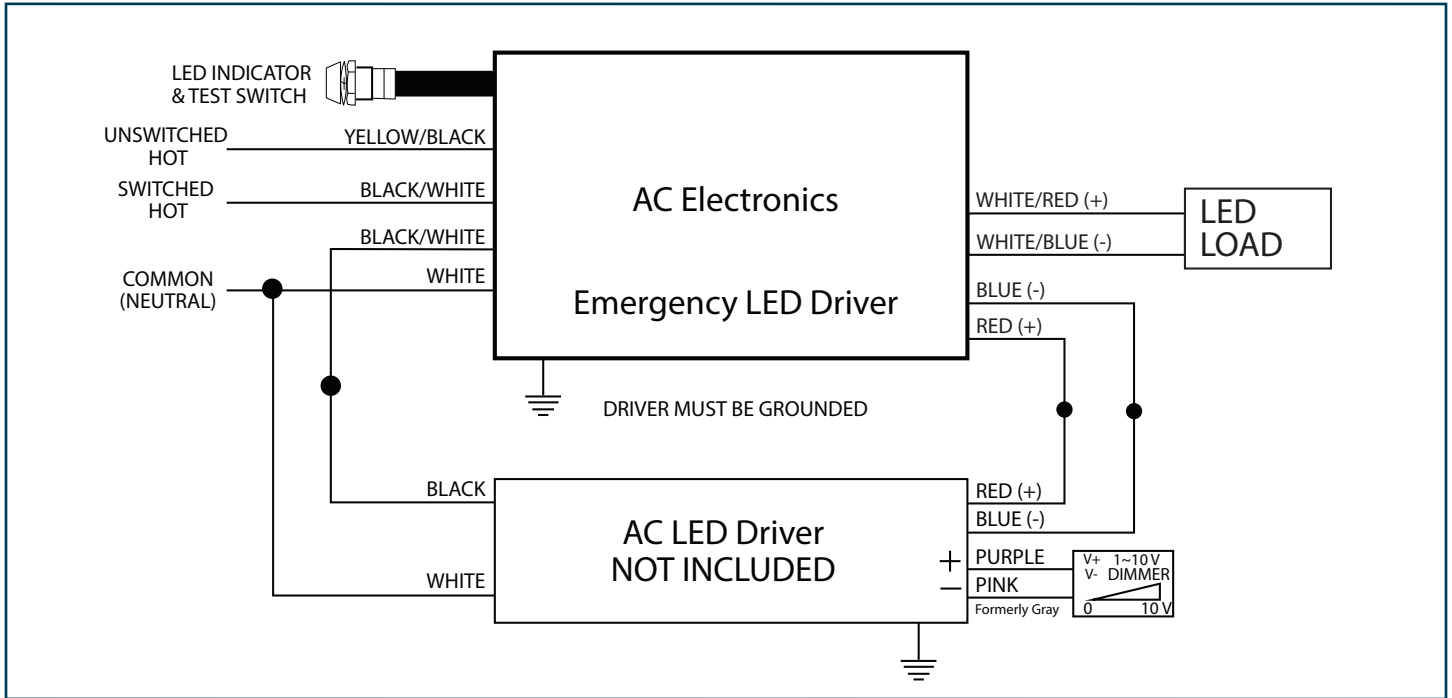 LED INDICATOR
& TEST SWITCH
UNSWITCHED
HOT
YELLOW/BLACK
SWITCHED
HOT
BLACK/WHITE
BLACK/WHITE
COMMON
(NEUTRAL)
WHITE
AC Electronics
Emergency LED Driver
WHITE/RED (+)
WHITE/BLUE (-)
LED
LOAD
BLUE (-)
RED (+)
DRIVER MUST BE GROUNDED
BLACK
WHITE
AC LED Driver
NOT INCLUDED
RED (+)
BLUE (-)
+ PURPLE
– PINK
Formerly Gray
V+ 1~10 V
V- DIMMER
0 10 V